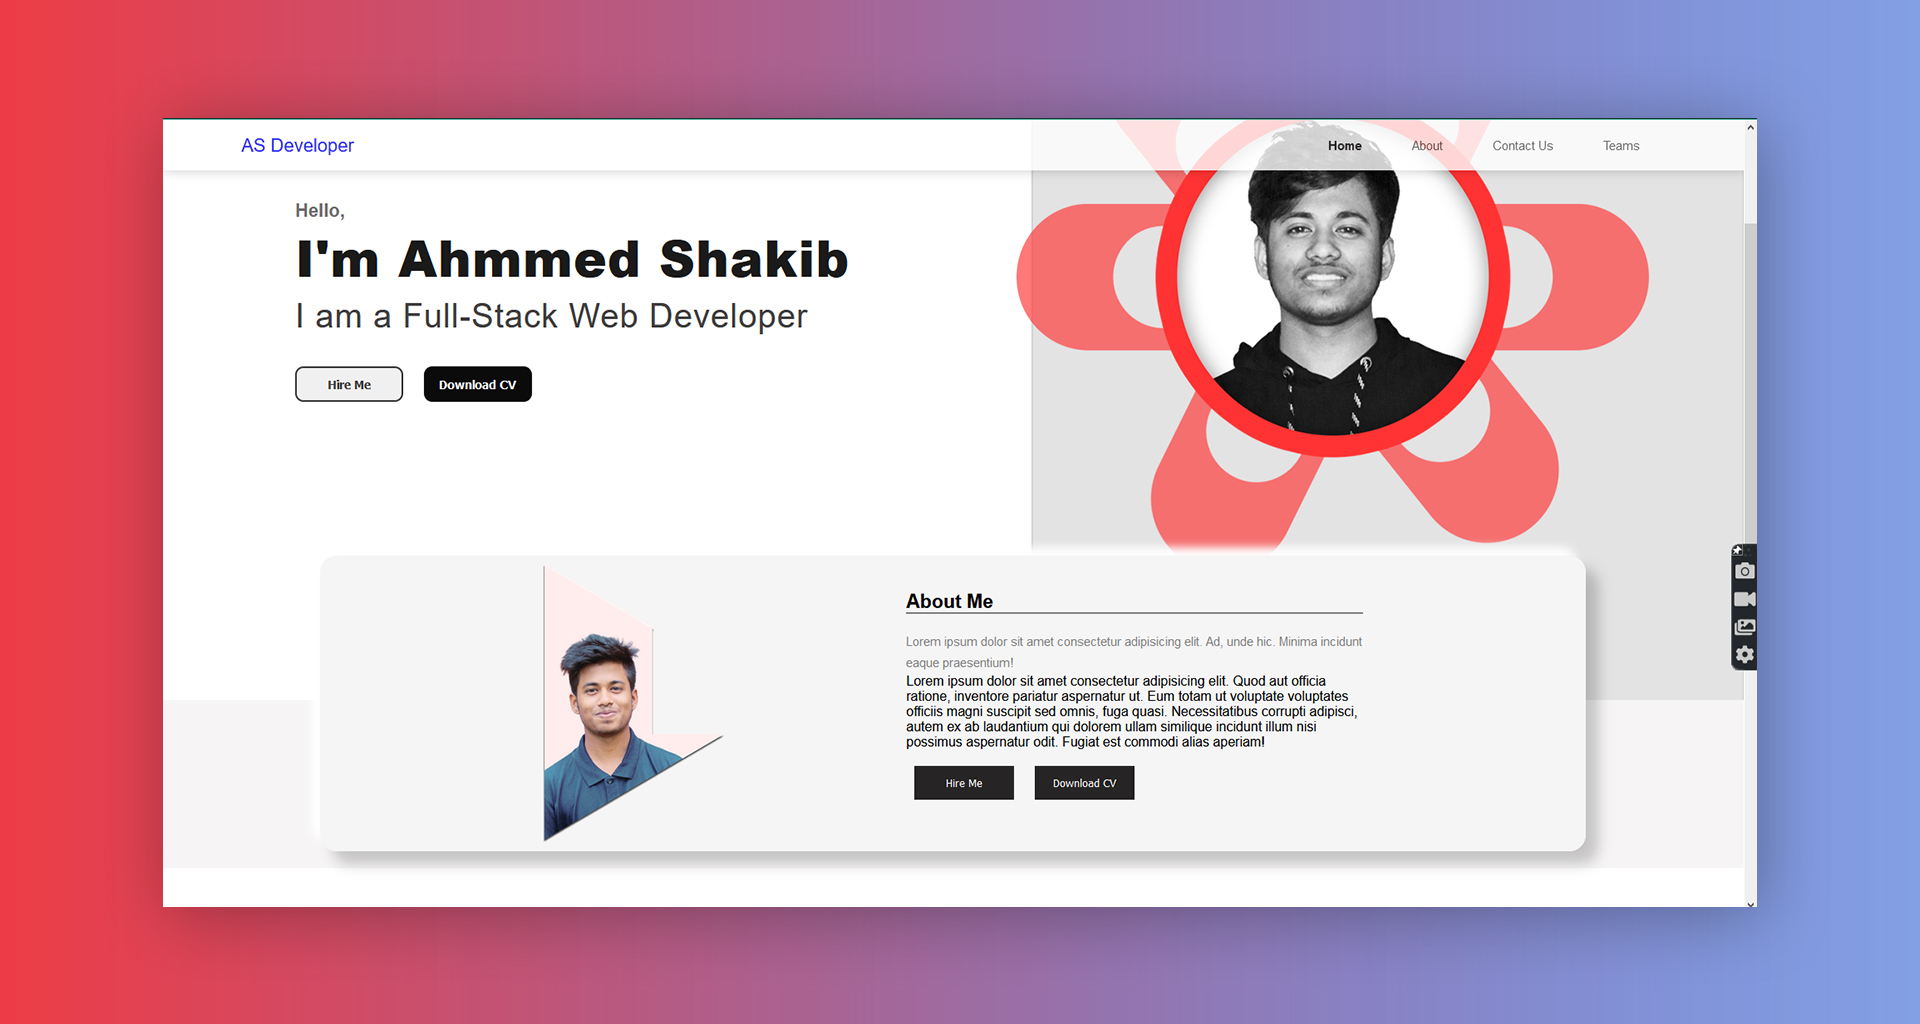 AS Developer
Home About Contact Us Teams
Hello,
I'm Ahmmed Shakib
I am a Full-Stack Web Developer
Hire Me Download CV
About Me
Lorem ipsum dolor sit amet consectetur adipisicing elit. Ad, unde hic. Minima incidunt
eaque praesentium!
Lorem ipsum dolor sit amet consectetur adipisicing elit. Quod aut officia
ratione, inventore pariatur aspernatur ut. Eum totam ut voluptate voluptates
officiis magni suscipit sed omnis, fuga quasi. Necessitatibus corrupti adipisci,
autem ex ab laudantium qui dolorem ullam similique incidunt illum nisi
possimus aspernatur odit. Fugiat est commodi alias aperiam!
Hire Me Download CV